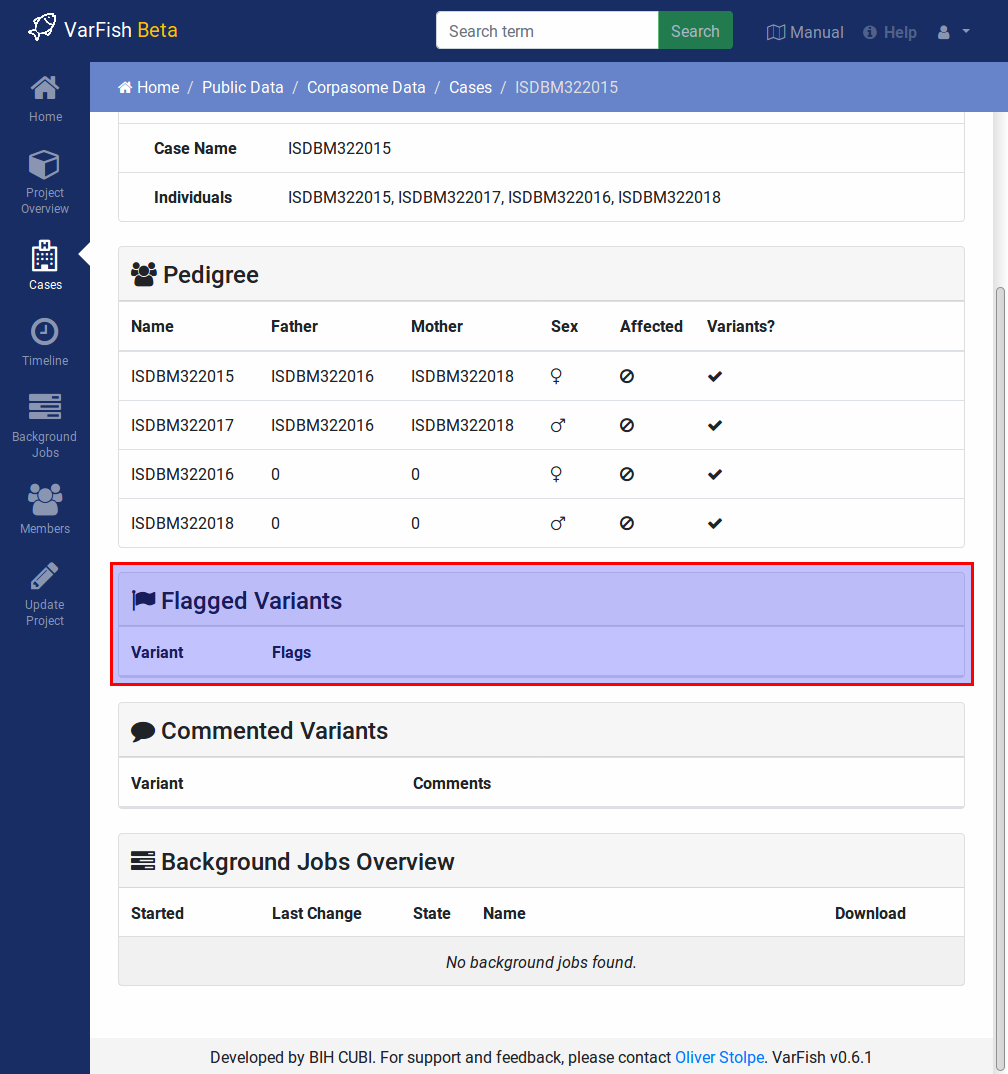 VarFish Beta
Search term
Search
Manual
Help
Home / Public Data / Corpasome Data / Cases / ISDBM322015
Home
Project
Overview
Cases
Timeline
Background
Jobs
Members
Update
Project
Case Name ISDBM322015
Individuals ISDBM322015, ISDBM322017, ISDBM322016, ISDBM322018
Pedigree
Name Father Mother Sex Affected Variants?
ISDBM322015 ISDBM322016 ISDBM322018 ♀
ISDBM322017 ISDBM322016 ISDBM322018 ♂
ISDBM322016 0 0 ♀
ISDBM322018 0 0 ♂
Flagged Variants
Variant Flags
Commented Variants
Variant Comments
Background Jobs Overview
Started Last Change State Name Download
No background jobs found.
Developed by BIH CUBI. For support and feedback, please contact Oliver Stolpe. VarFish v0.6.1